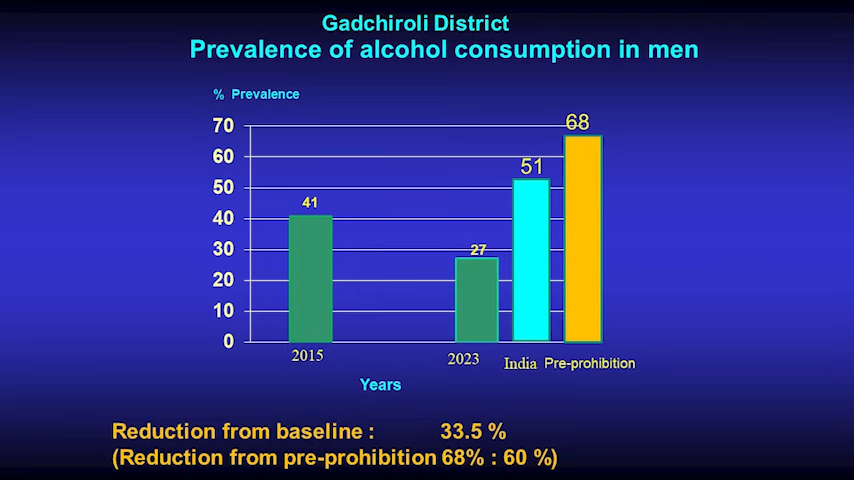 Gadchiroli District
Prevalence of alcohol consumption in men
% Prevalence
70
60
50
40
30
20
10
0
41
27
51
68
2015
2023
India
Pre-prohibition
Years
Reduction from baseline : 33.5 %
(Reduction from pre-prohibition 68% : 60 %)